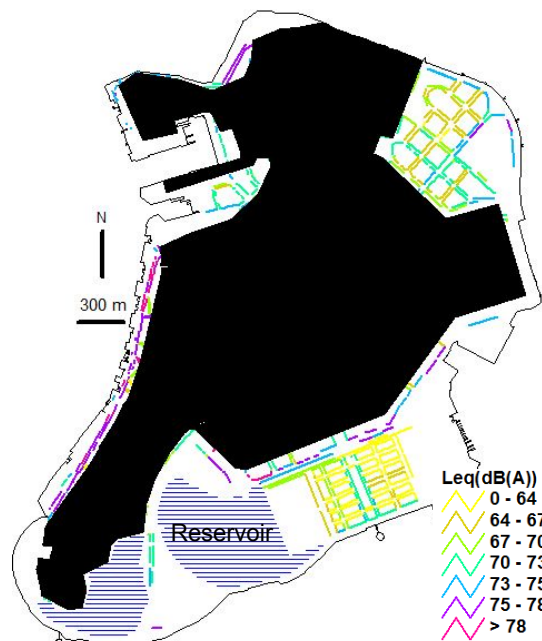 N
300 m
Reservoir
Leq(dB(A))
0 - 64
64 - 67
67 - 70
70 - 73
73 - 75
75 - 78
> 78